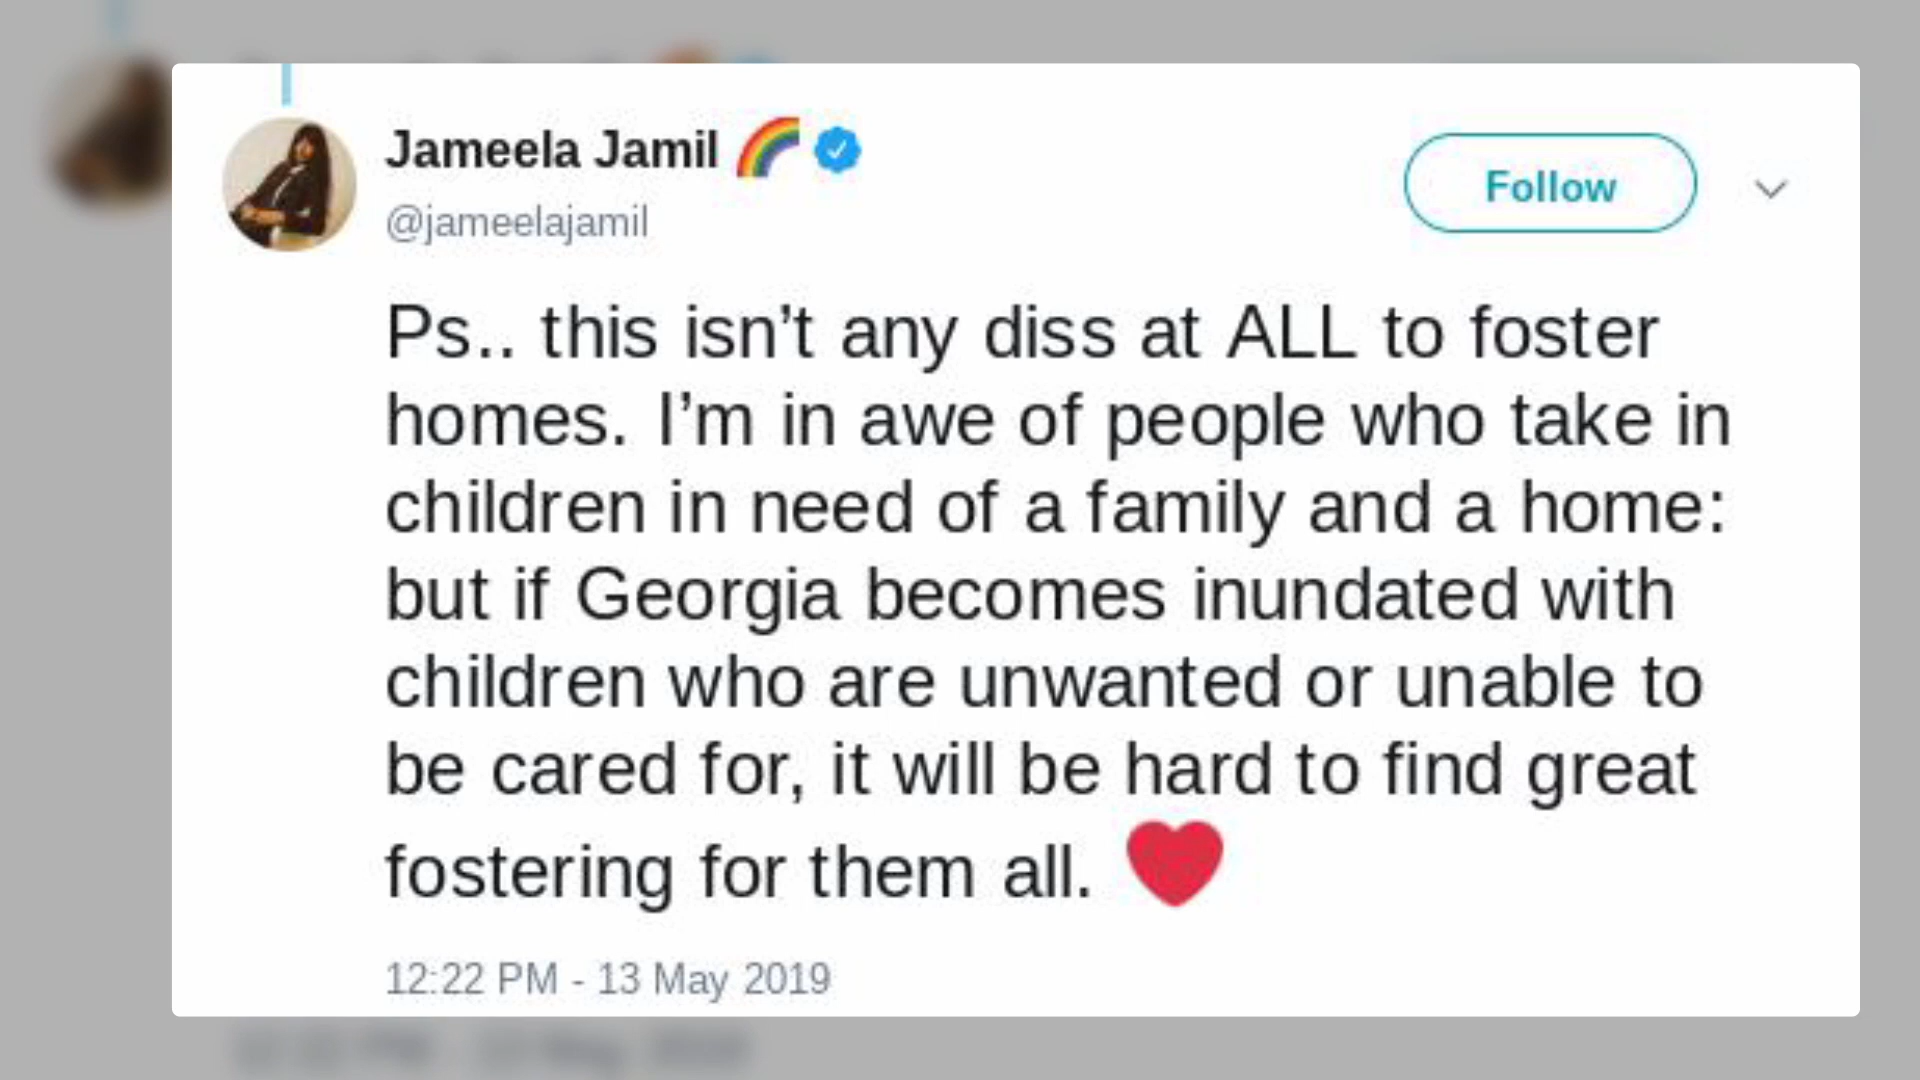 Jameela Jamil 🌈
@jameelajamil
Follow
Ps.. this isn’t any diss at ALL to foster
homes. I’m in awe of people who take in
children in need of a family and a home:
but if Georgia becomes inundated with
children who are unwanted or unable to
be cared for, it will be hard to find great
fostering for them all. ❤️
12:22 PM - 13 May 2019